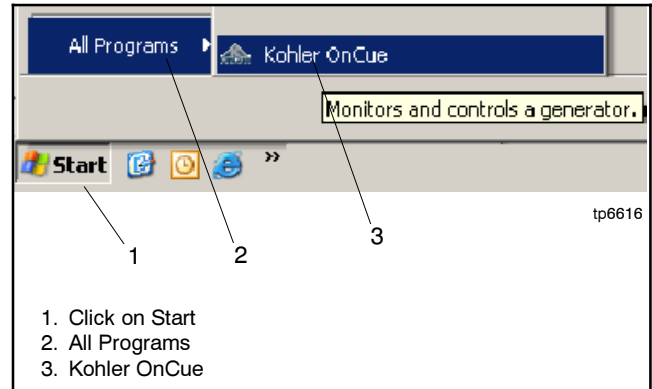 All Programs
Kohler OnCue
Monitors and controls a generator.
Start
»
tp6616
1
2
3
1. Click on Start
2. All Programs
3. Kohler OnCue